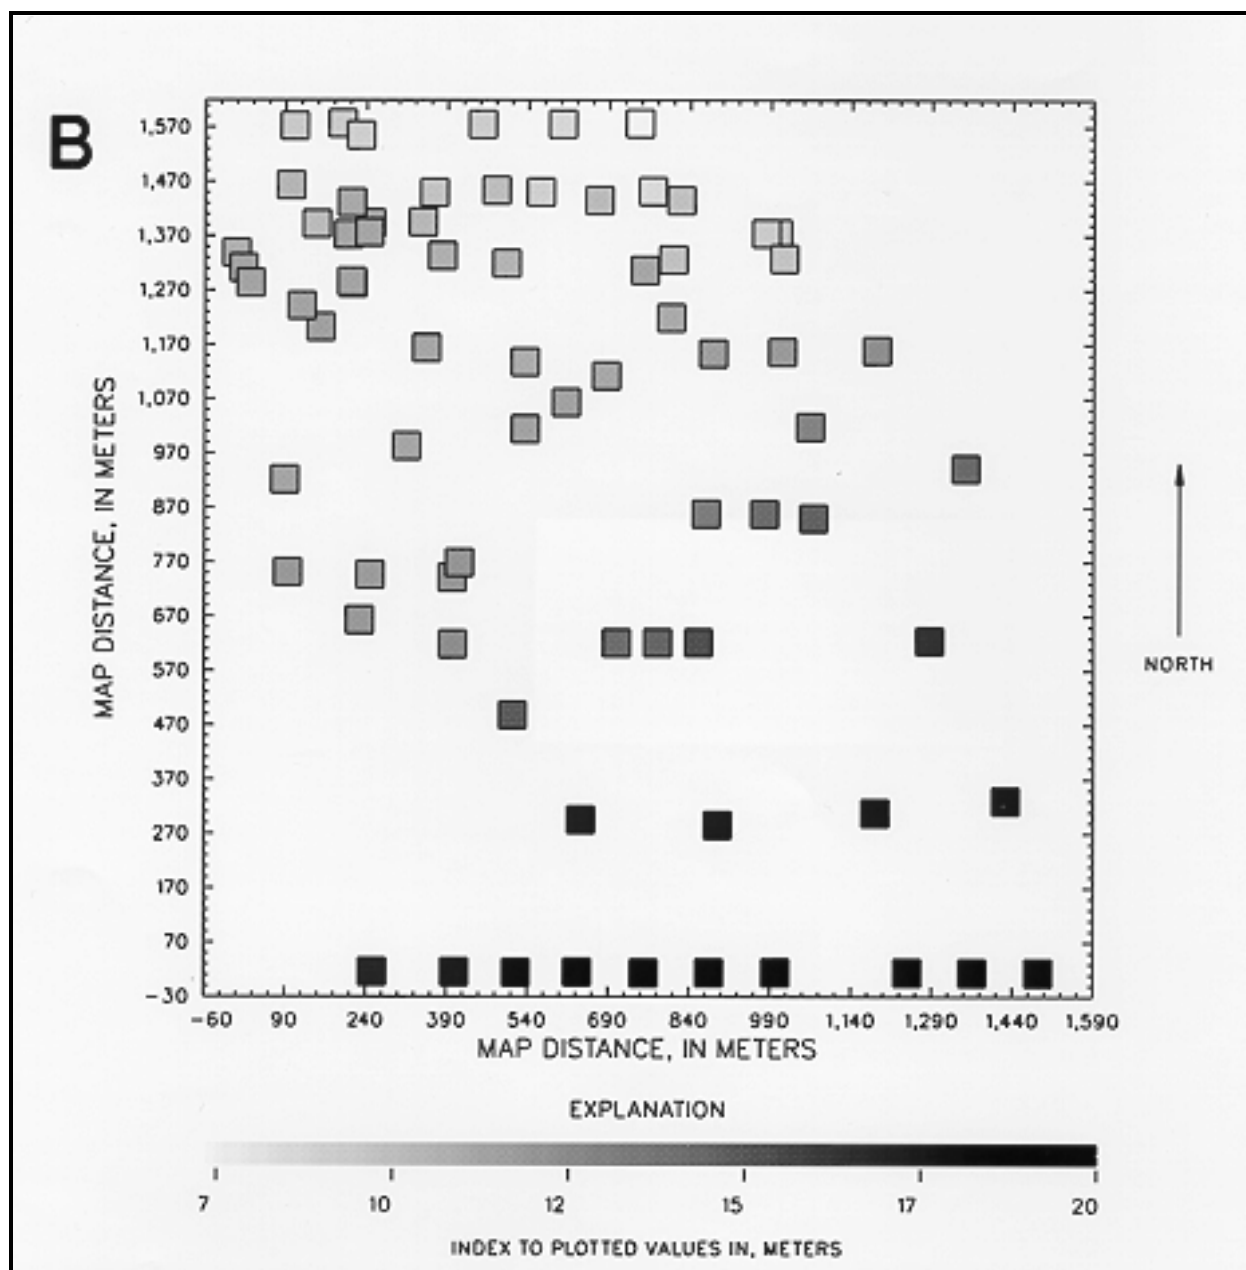 B
1,570
1,470
1,370
1,270
1,170
1,070
970
870
770
670
570
470
370
270
170
70
-30
MAP DISTANCE, IN METERS
NORTH
-60 90 240 390 540 690 840 990 1,140 1,290 1,440 1,590
MAP DISTANCE, IN METERS
EXPLANATION
7 10 12 15 17 20
INDEX TO PLOTTED VALUES IN, METERS